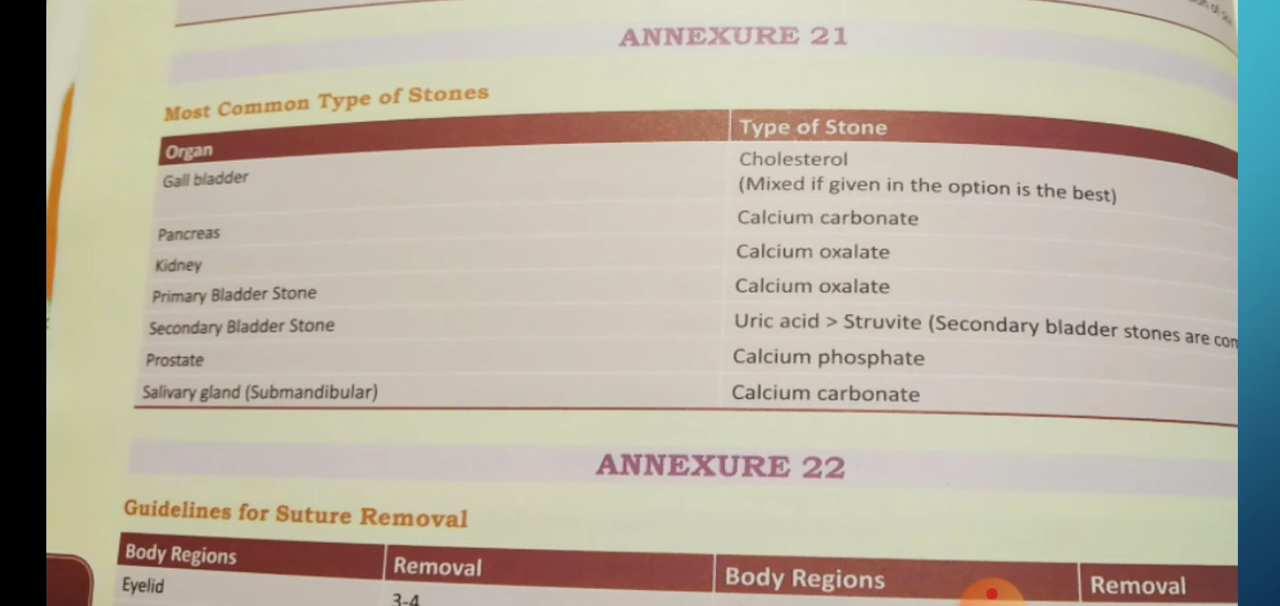 ANNEXURE 21
Most Common Type of Stones
Organ Type of Stone
Gall bladder Cholesterol
(Mixed if given in the option is the best)
Pancreas Calcium carbonate
Kidney Calcium oxalate
Primary Bladder Stone Calcium oxalate
Secondary Bladder Stone Uric acid > Struvite (Secondary bladder stones are com
Prostate Calcium phosphate
Salivary gland (Submandibular) Calcium carbonate
ANNEXURE 22
Guidelines for Suture Removal
Body Regions Removal Body Regions Removal
Eyelid 3-4